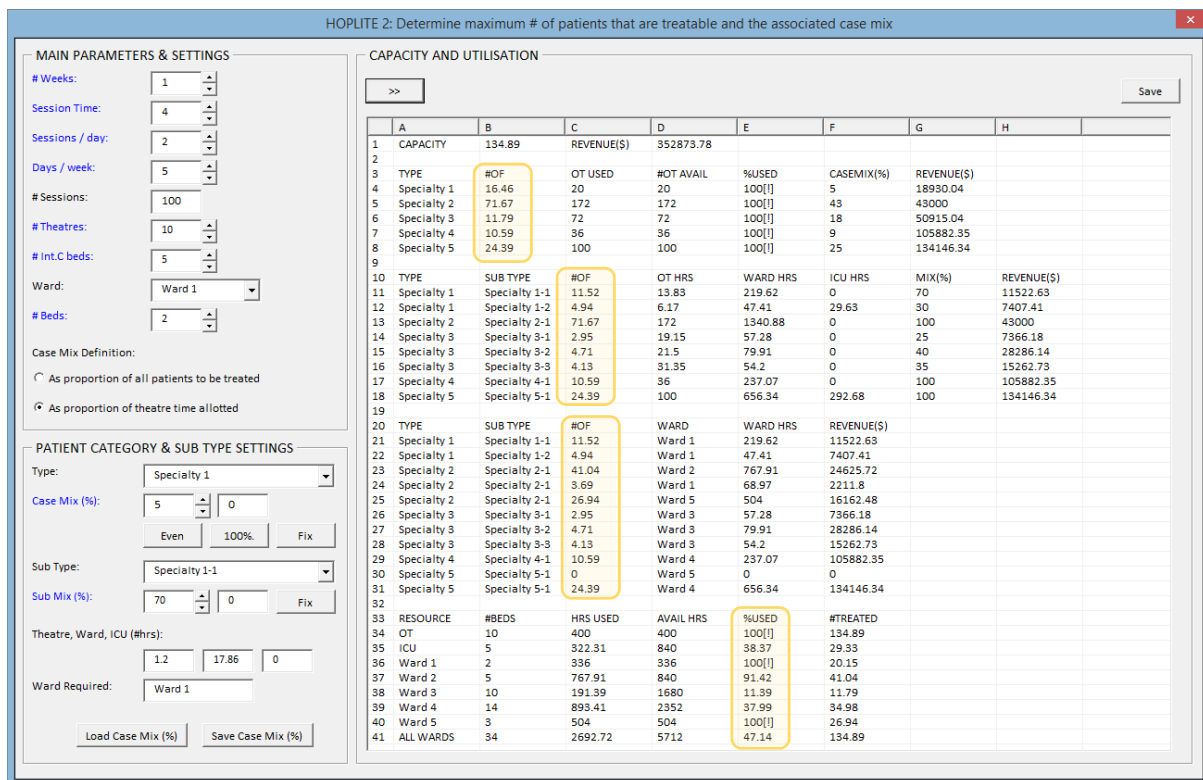 HOPLITE 2: Determine maximum # of patients that are treatable and the associated case mix
x
MAIN PARAMETERS & SETTINGS
# Weeks: 1
Session Time: 4
Sessions / day: 2
Days / week: 5
# Sessions: 100
# Theatres: 10
# Int.C beds: 5
Ward: Ward 1
# Beds: 2
Case Mix Definition:
As proportion of all patients to be treated
As proportion of theatre time allotted
PATIENT CATEGORY & SUB TYPE SETTINGS
Type: Specialty 1
Case Mix (%): 5 0
Even 100%. Fix
Sub Type: Specialty 1-1
Sub Mix (%): 70 0 Fix
Theatre, Ward, ICU (#hrs):
1.2 17.86 0
Ward Required: Ward 1
Load Case Mix (%) Save Case Mix (%)
CAPACITY AND UTILISATION
>> Save
A B C D E F G H
1 CAPACITY 134.89 REVENUE($) 352873.78
2
3 TYPE #OF OT USED #OT AVAIL %USED CASEMIX(%) REVENUE($)
4 Specialty 1 16.46 20 20 100[!] 5 18930.04
5 Specialty 2 71.67 172 172 100[!] 43 43000
6 Specialty 3 11.79 72 72 100[!] 18 50915.04
7 Specialty 4 10.59 36 36 100[!] 9 105882.35
8 Specialty 5 24.39 100 100 100[!] 25 134146.34
9
10 TYPE SUB TYPE #OF OT HRS WARD HRS ICU HRS MIX(%) REVENUE($)
11 Specialty 1 Specialty 1-1 11.52 13.83 219.62 0 70 11522.63
12 Specialty 1 Specialty 1-2 4.94 6.17 47.41 29.63 30 7407.41
13 Specialty 2 Specialty 2-1 71.67 172 1340.88 0 100 43000
14 Specialty 3 Specialty 3-1 2.95 19.15 57.28 0 25 7366.18
15 Specialty 3 Specialty 3-2 4.71 21.5 79.91 0 40 28286.14
16 Specialty 3 Specialty 3-3 4.13 31.35 54.2 0 35 15262.73
17 Specialty 4 Specialty 4-1 10.59 36 237.07 0 100 105882.35
18 Specialty 5 Specialty 5-1 24.39 100 656.34 292.68 100 134146.34
19
20 TYPE SUB TYPE #OF WARD WARD HRS REVENUE($)
21 Specialty 1 Specialty 1-1 11.52 Ward 1 219.62 11522.63
22 Specialty 1 Specialty 1-2 4.94 Ward 1 47.41 7407.41
23 Specialty 2 Specialty 2-1 41.04 Ward 2 767.91 24625.72
24 Specialty 2 Specialty 2-1 3.69 Ward 1 68.97 2211.8
25 Specialty 2 Specialty 2-1 26.94 Ward 5 504 16162.48
26 Specialty 3 Specialty 3-1 2.95 Ward 3 57.28 7366.18
27 Specialty 3 Specialty 3-2 4.71 Ward 3 79.91 28286.14
28 Specialty 3 Specialty 3-3 4.13 Ward 3 54.2 15262.73
29 Specialty 4 Specialty 4-1 10.59 Ward 4 237.07 105882.35
30 Specialty 5 Specialty 5-1 0 Ward 5 0 0
31 Specialty 5 Specialty 5-1 24.39 Ward 4 656.34 134146.34
32
33 RESOURCE #BEDS HRS USED AVAIL HRS %USED #TREATED
34 OT 10 400 400 100[!] 134.89
35 ICU 5 322.31 840 38.37 29.33
36 Ward 1 2 336 336 100[!] 20.15
37 Ward 2 5 767.91 840 91.42 41.04
38 Ward 3 10 191.39 1680 11.39 11.79
39 Ward 4 14 893.41 2352 37.99 34.98
40 Ward 5 3 504 504 100[!] 26.94
41 ALL WARDS 34 2692.72 5712 47.14 134.89